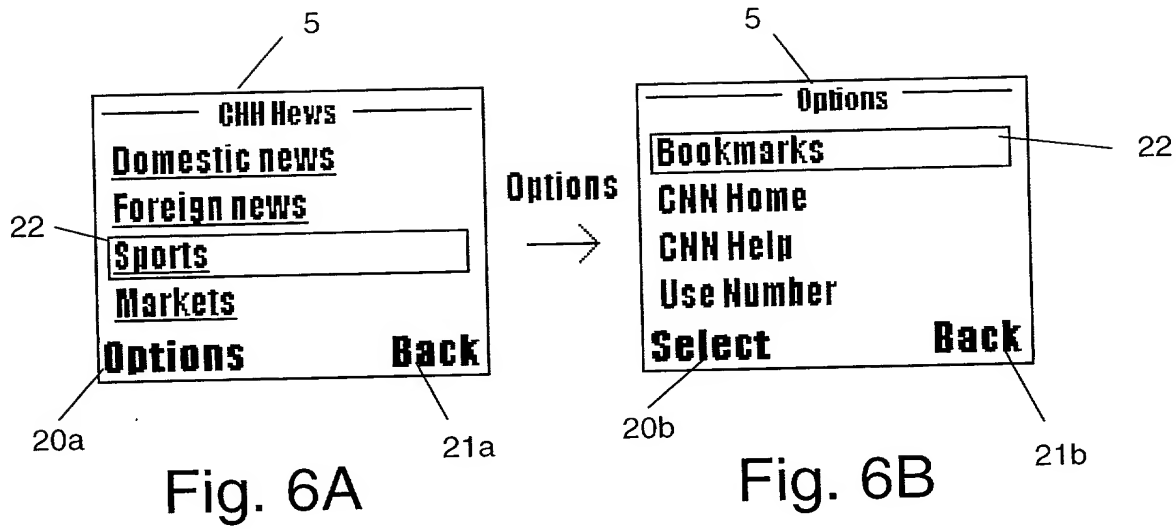 5
CHH Hews
Domestic news
Foreign news
22
Sports
Markets
Options
Back
20a
21a
Fig. 6A
Options
5
Options
Bookmarks
22
CNN Home
CNN Help
Use Number
Select
Back
20b
21b
Fig. 6B